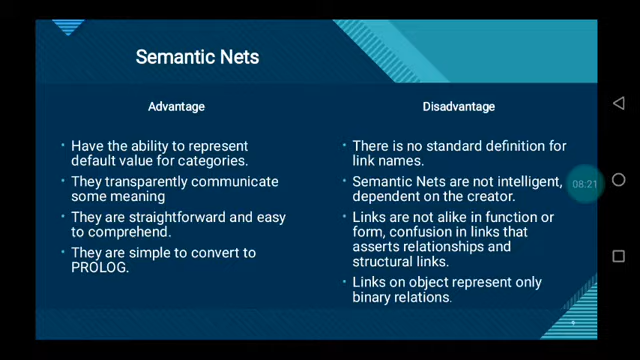 Semantic Nets
Advantage
• Have the ability to represent
default value for categories.
• They transparently communicate
some meaning
• They are straightforward and easy
to comprehend.
• They are simple to convert to
PROLOG.
Disadvantage
• There is no standard definition for
link names.
• Semantic Nets are not intelligent,
dependent on the creator.
• Links are not alike in function or
form, confusion in links that
asserts relationships and
structural links.
• Links on object represent only
binary relations.
08:21